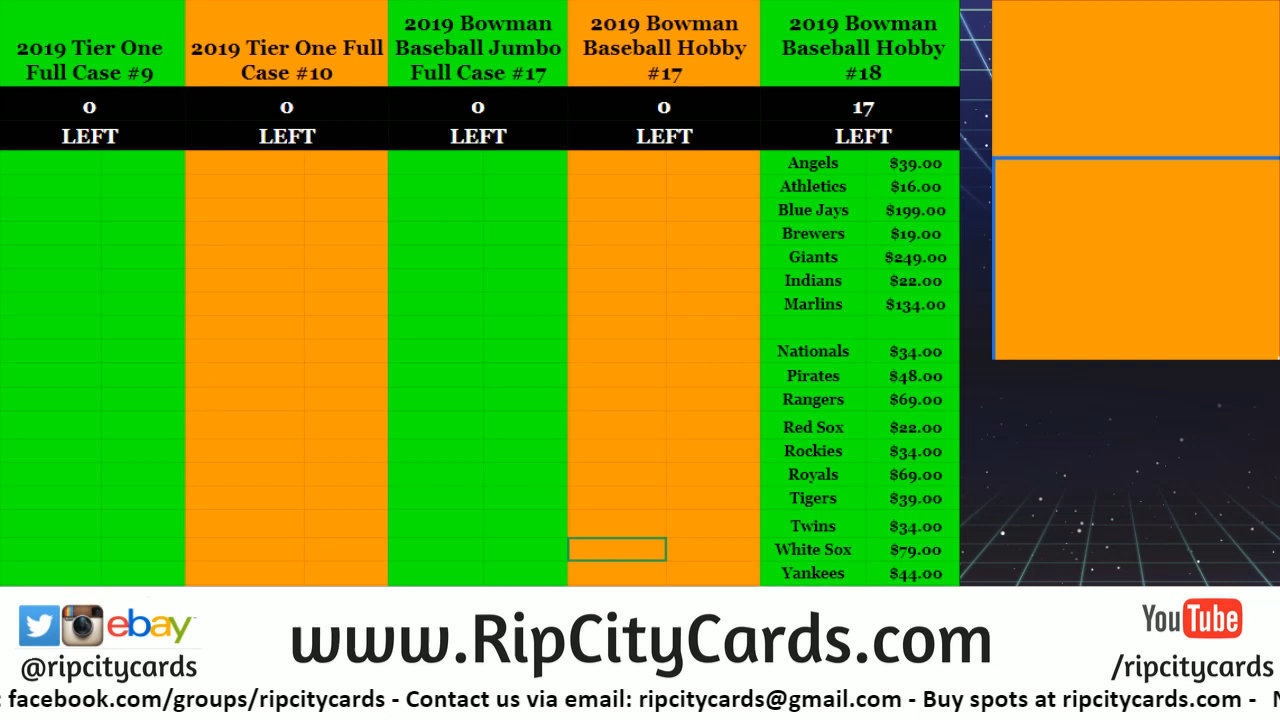 2019 Tier One
Full Case #9
2019 Tier One Full
Case #10
2019 Bowman
Baseball Jumbo
Full Case #17
2019 Bowman
Baseball Hobby
#17
2019 Bowman
Baseball Hobby
#18
0 0 0 0 17
LEFT LEFT LEFT LEFT LEFT
Angels $39.00
Athletics $16.00
Blue Jays $199.00
Brewers $19.00
Giants $249.00
Indians $22.00
Marlins $134.00
Nationals $34.00
Pirates $48.00
Rangers $69.00
Red Sox $22.00
Rockies $34.00
Royals $69.00
Tigers $39.00
Twins $34.00
White Sox $79.00
Yankees $44.00
ebay
@ripcitycards
www.RipCityCards.com
YouTube
/ripcitycards
: facebook.com/groups/ripcitycards - Contact us via email: ripcitycards@gmail.com - Buy spots at ripcitycards.com -